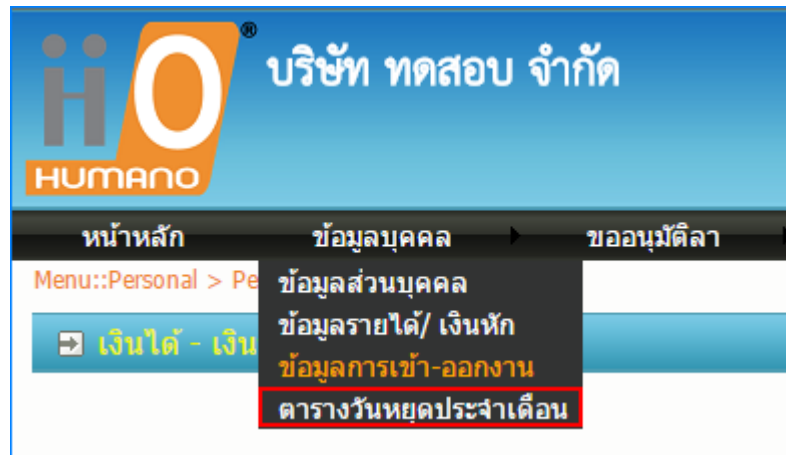 ®
บริษัท ทดสอบ จำกัด
HUMANO
หน้าหลัก ข้อมูลบุคคล ขออนุมัติลา
Menu::Personal > Pe
ข้อมูลส่วนบุคคล
ข้อมูลรายได้/ เงินหัก
เงินได้ - เงิน
ข้อมูลการเข้า-ออกงาน
ตารางวันหยุดประจำเดือน